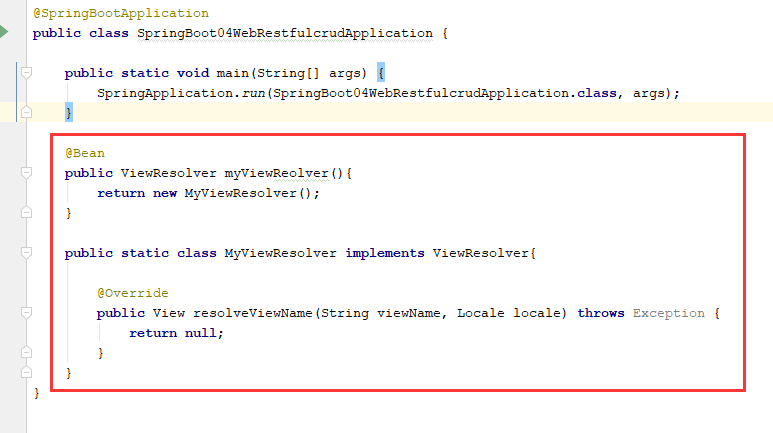 @SpringBootApplication
public class SpringBoot04WebRestfulcrudApplication {
public static void main(String[] args) {
SpringApplication.run(SpringBoot04WebRestfulcrudApplication.class, args);
}
@Bean
public ViewResolver myViewReolver(){
return new MyViewResolver();
}
public static class MyViewResolver implements ViewResolver{
@Override
public View resolveViewName(String viewName, Locale locale) throws Exception {
return null;
}
}
}